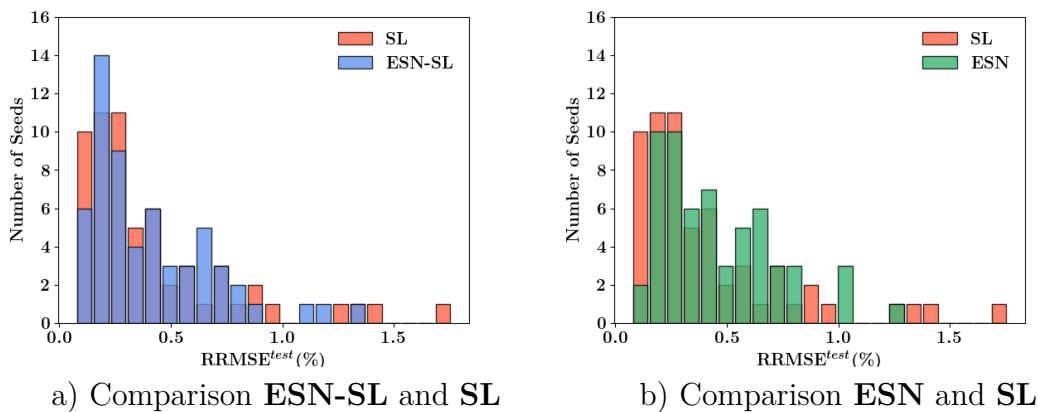 16
14
12
10
8
6
4
2
0
Number of Seeds
SL
ESN-SL
0.0 0.5 1.0 1.5
RRMSE^test(%)
a) Comparison ESN-SL and SL
16
14
12
10
8
6
4
2
0
Number of Seeds
SL
ESN
0.0 0.5 1.0 1.5
RRMSE^test(%)
b) Comparison ESN and SL